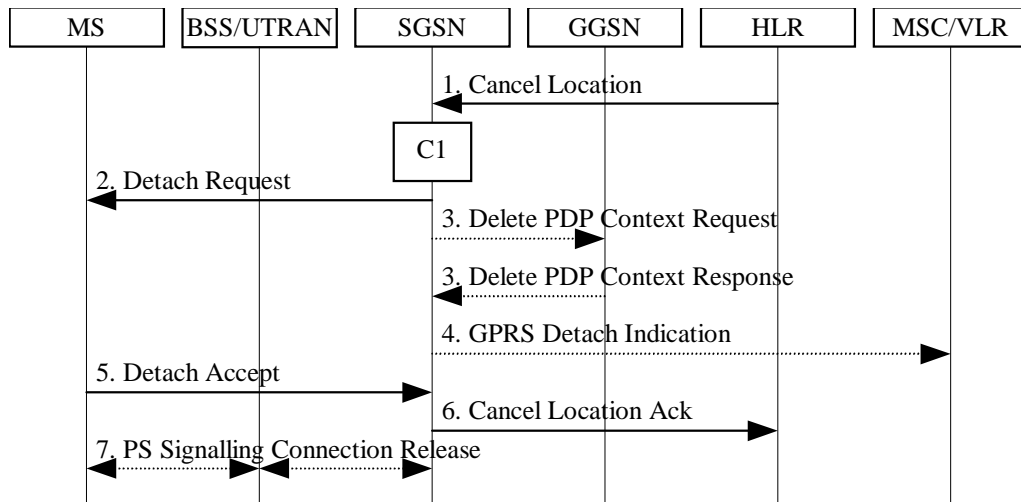 MS BSS/UTRAN SGSN GGSN HLR MSC/VLR
1. Cancel Location
C1
2. Detach Request
3. Delete PDP Context Request
3. Delete PDP Context Response
4. GPRS Detach Indication
5. Detach Accept
6. Cancel Location Ack
7. PS Signalling Connection Release